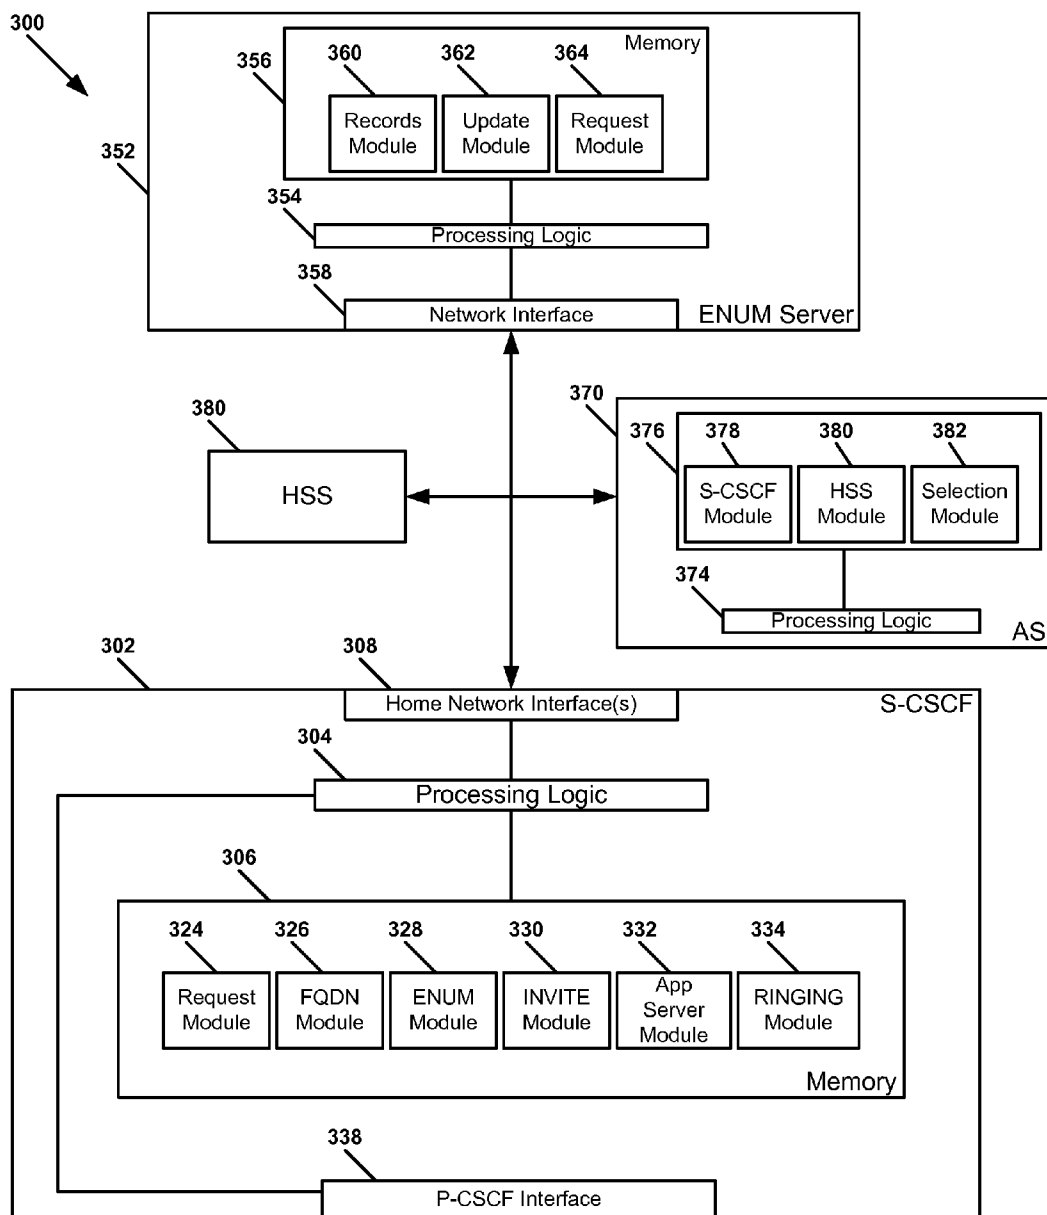 300
Memory
356
360
362
364
Records
Module
Update
Module
Request
Module
352
354
Processing Logic
358
Network Interface
ENUM Server
380
HSS
370
376
378
380
382
S-CSCF
Module
HSS
Module
Selection
Module
374
Processing Logic
AS
302
308
Home Network Interface(s)
S-CSCF
304
Processing Logic
306
324
326
328
330
332
334
Request
Module
FQDN
Module
ENUM
Module
INVITE
Module
App
Server
Module
RINGING
Module
Memory
338
P-CSCF Interface